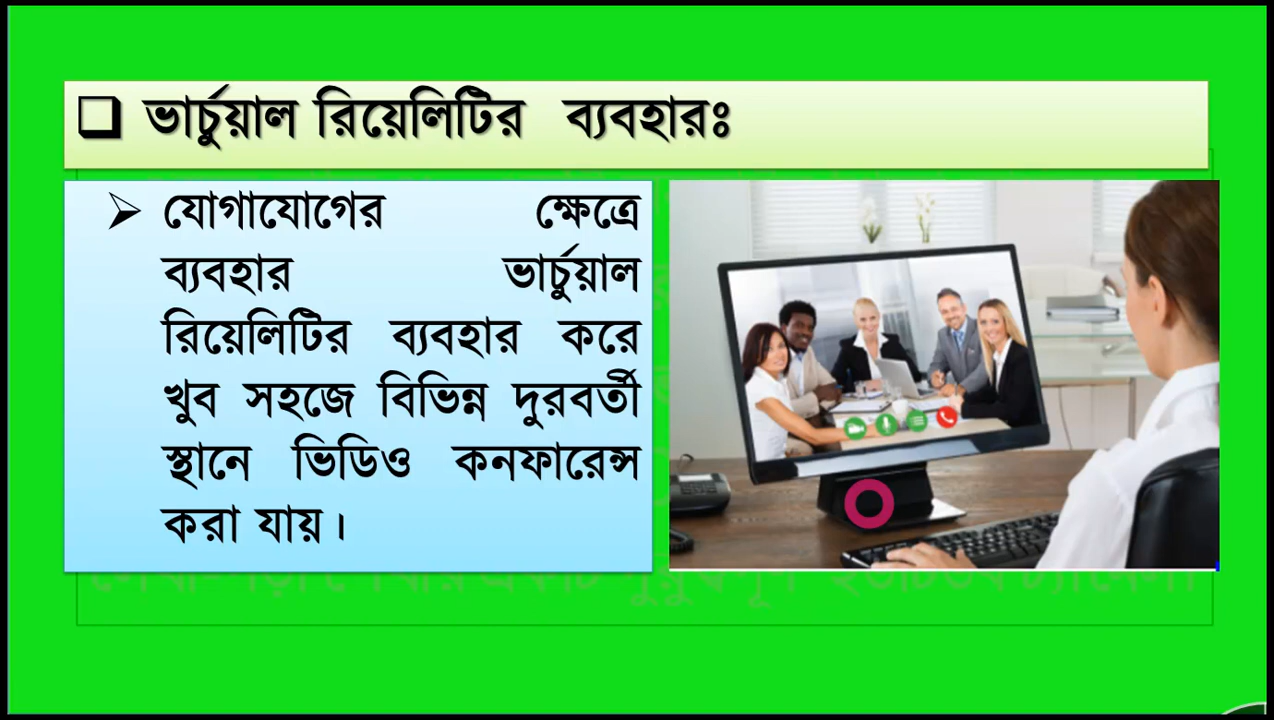 ❑ ভার্চুয়াল রিয়েলিটির ব্যবহারঃ
➢ যোগাযোগের ক্ষেত্রে
ব্যবহার ভার্চুয়াল
রিয়েলিটির ব্যবহার করে
খুব সহজে বিভিন্ন দুরবর্তী
স্থানে ভিডিও কনফারেন্স
করা যায়।